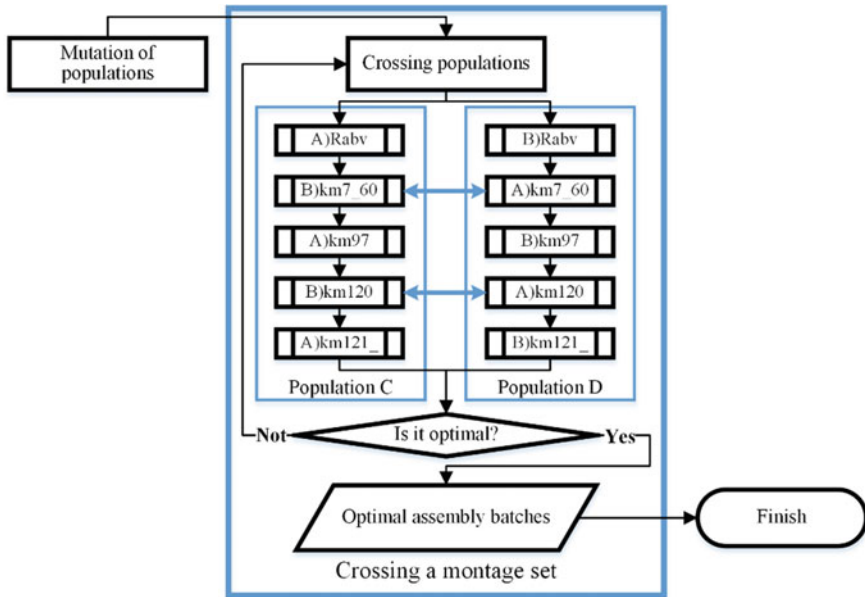 Mutation of
populations
Crossing populations
A)Rabv
B)Rabv
B)km7_60
A)km7_60
A)km97
B)km97
B)km120
A)km120
A)km121_
B)km121_
Population C
Population D
Not
Is it optimal?
Yes
Optimal assembly batches
Finish
Crossing a montage set